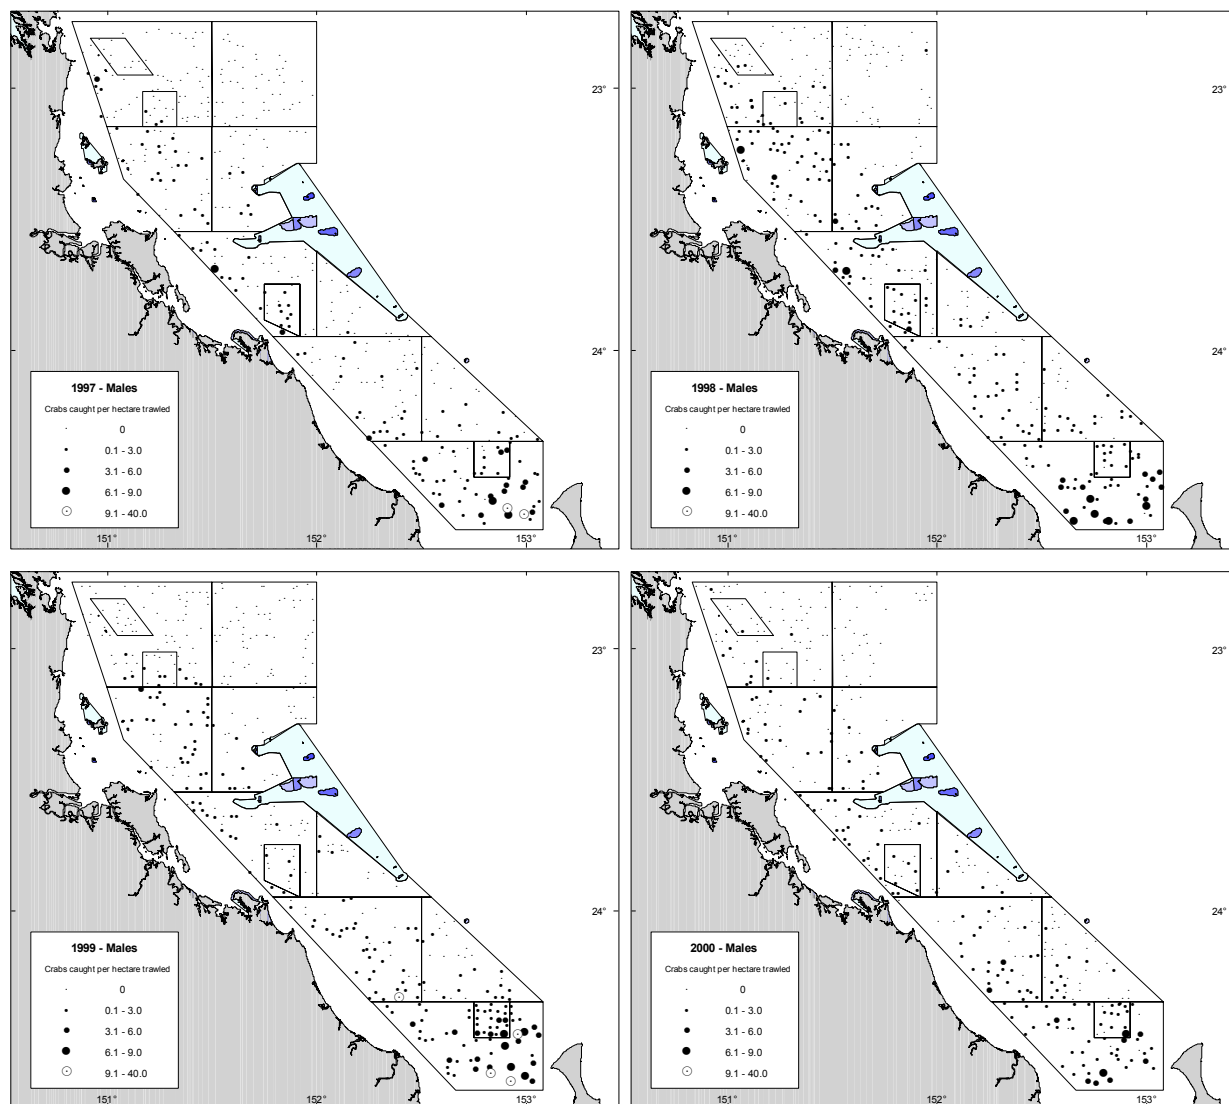 23°
23°
24°
24°
1997 - Males
Crabs caught per hectare trawled
0
0.1 - 3.0
3.1 - 6.0
6.1 - 9.0
9.1 - 40.0
151°
152°
153°
1998 - Males
Crabs caught per hectare trawled
0
0.1 - 3.0
3.1 - 6.0
6.1 - 9.0
9.1 - 40.0
151°
152°
153°
23°
23°
24°
24°
1999 - Males
Crabs caught per hectare trawled
0
0.1 - 3.0
3.1 - 6.0
6.1 - 9.0
9.1 - 40.0
151°
152°
153°
2000 - Males
Crabs caught per hectare trawled
0
0.1 - 3.0
3.1 - 6.0
6.1 - 9.0
9.1 - 40.0
151°
152°
153°